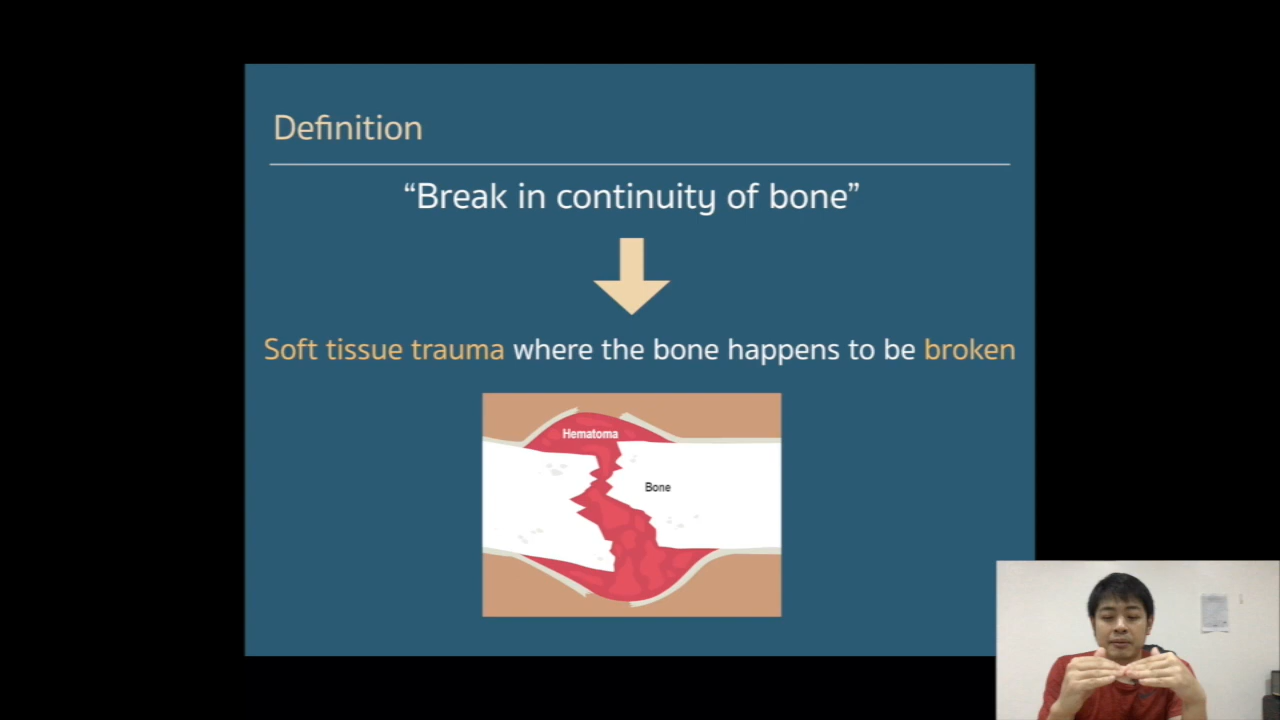 Definition
“Break in continuity of bone”
Soft tissue trauma where the bone happens to be broken
Hematoma
Bone